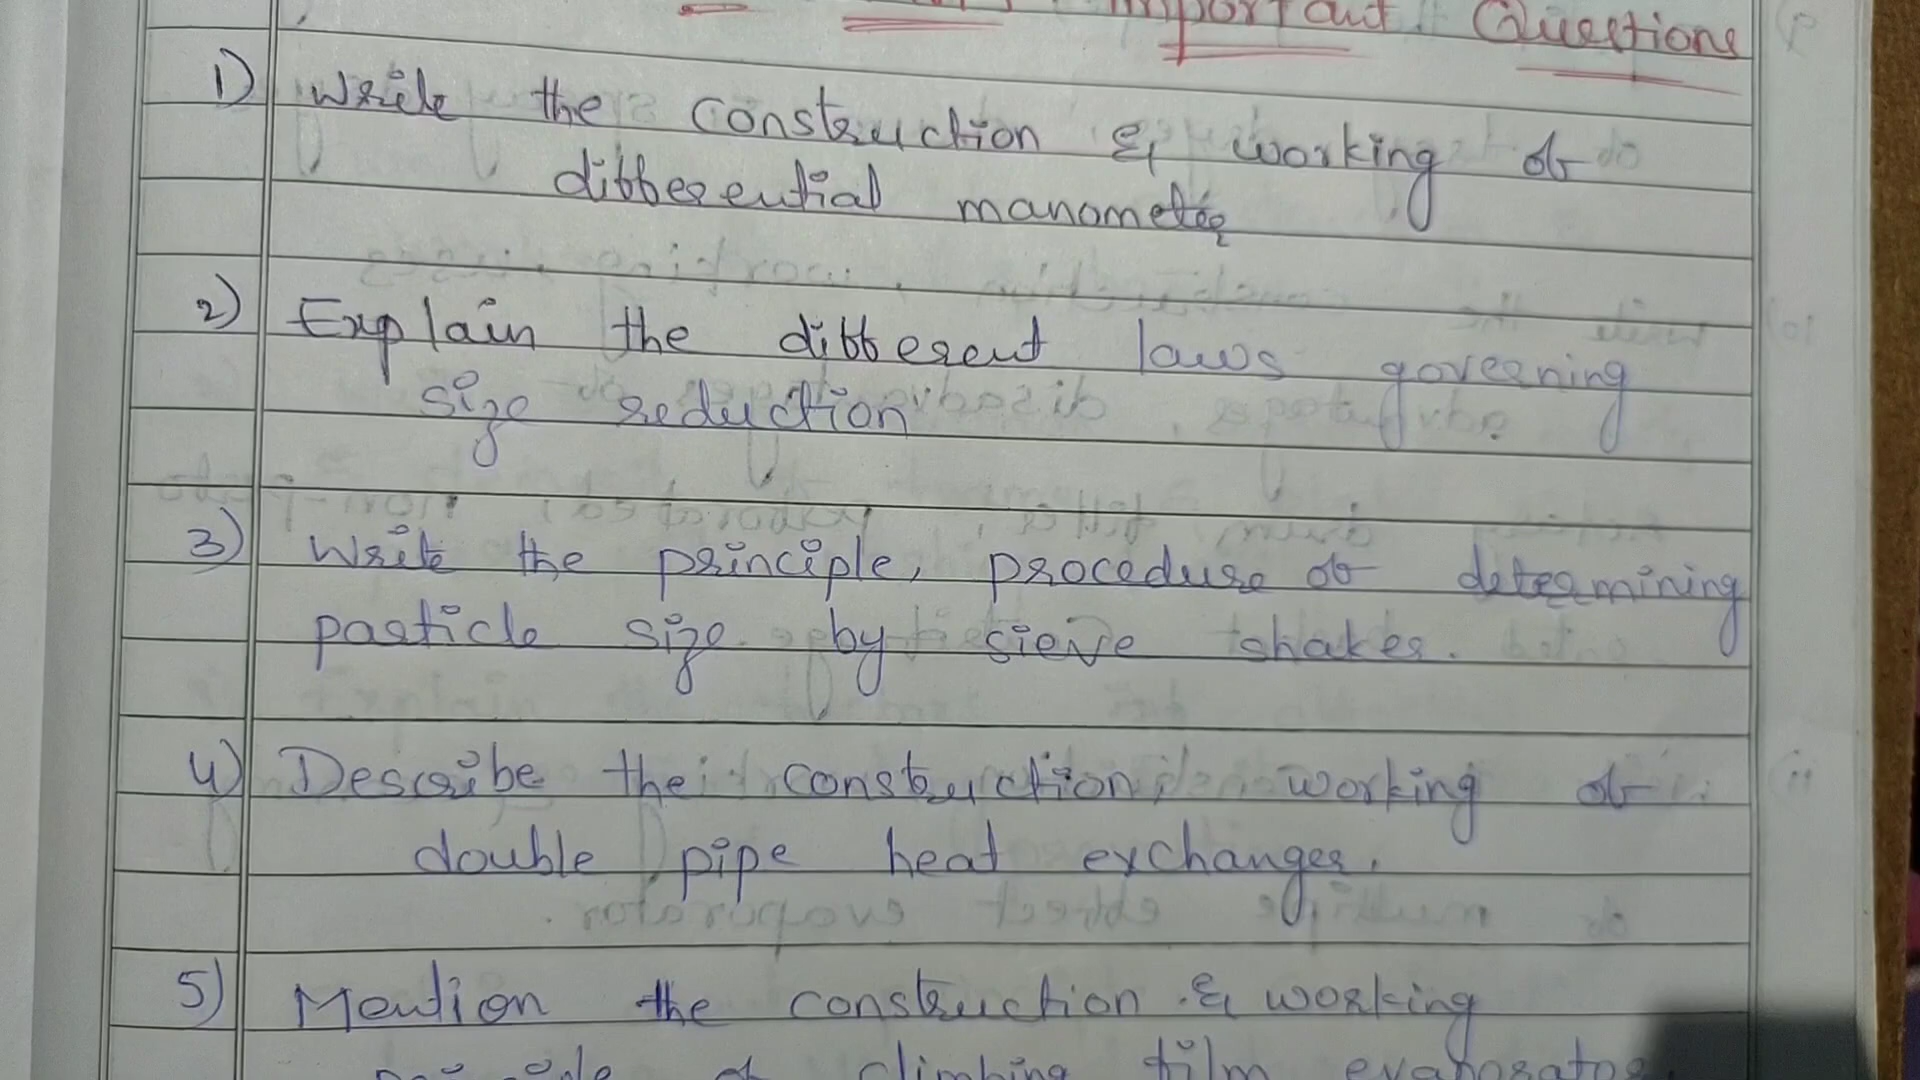 Important Questions
1) Write the construction & working of
differential manometer
2) Explain the different laws governing
size reduction
3) Write the principle, procedure of determining
particle size by sieve shaker.
4) Describe the construction, working of
double pipe heat exchanger.
5) Mention the construction & working
of climbing film evaporator.